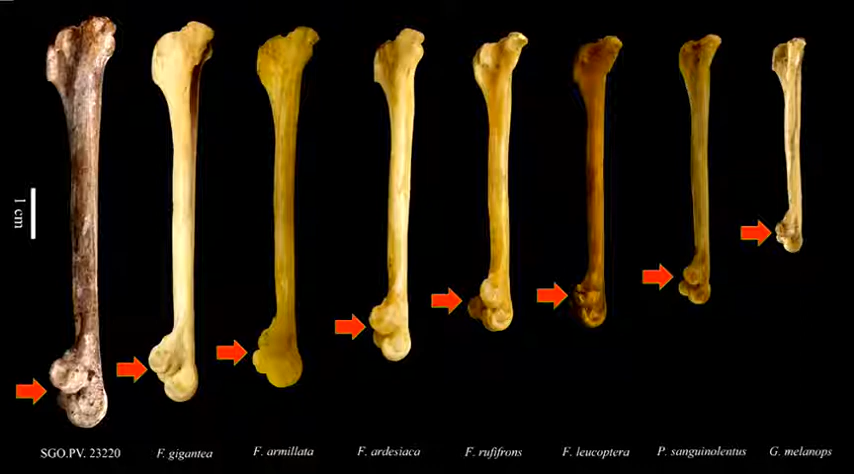 1 cm
SGO.PV. 23220
F. gigantea
F. armillata
F. ardesiaca
F. rufifrons
F. leucoptera
P. sanguinolentus
G. melanops